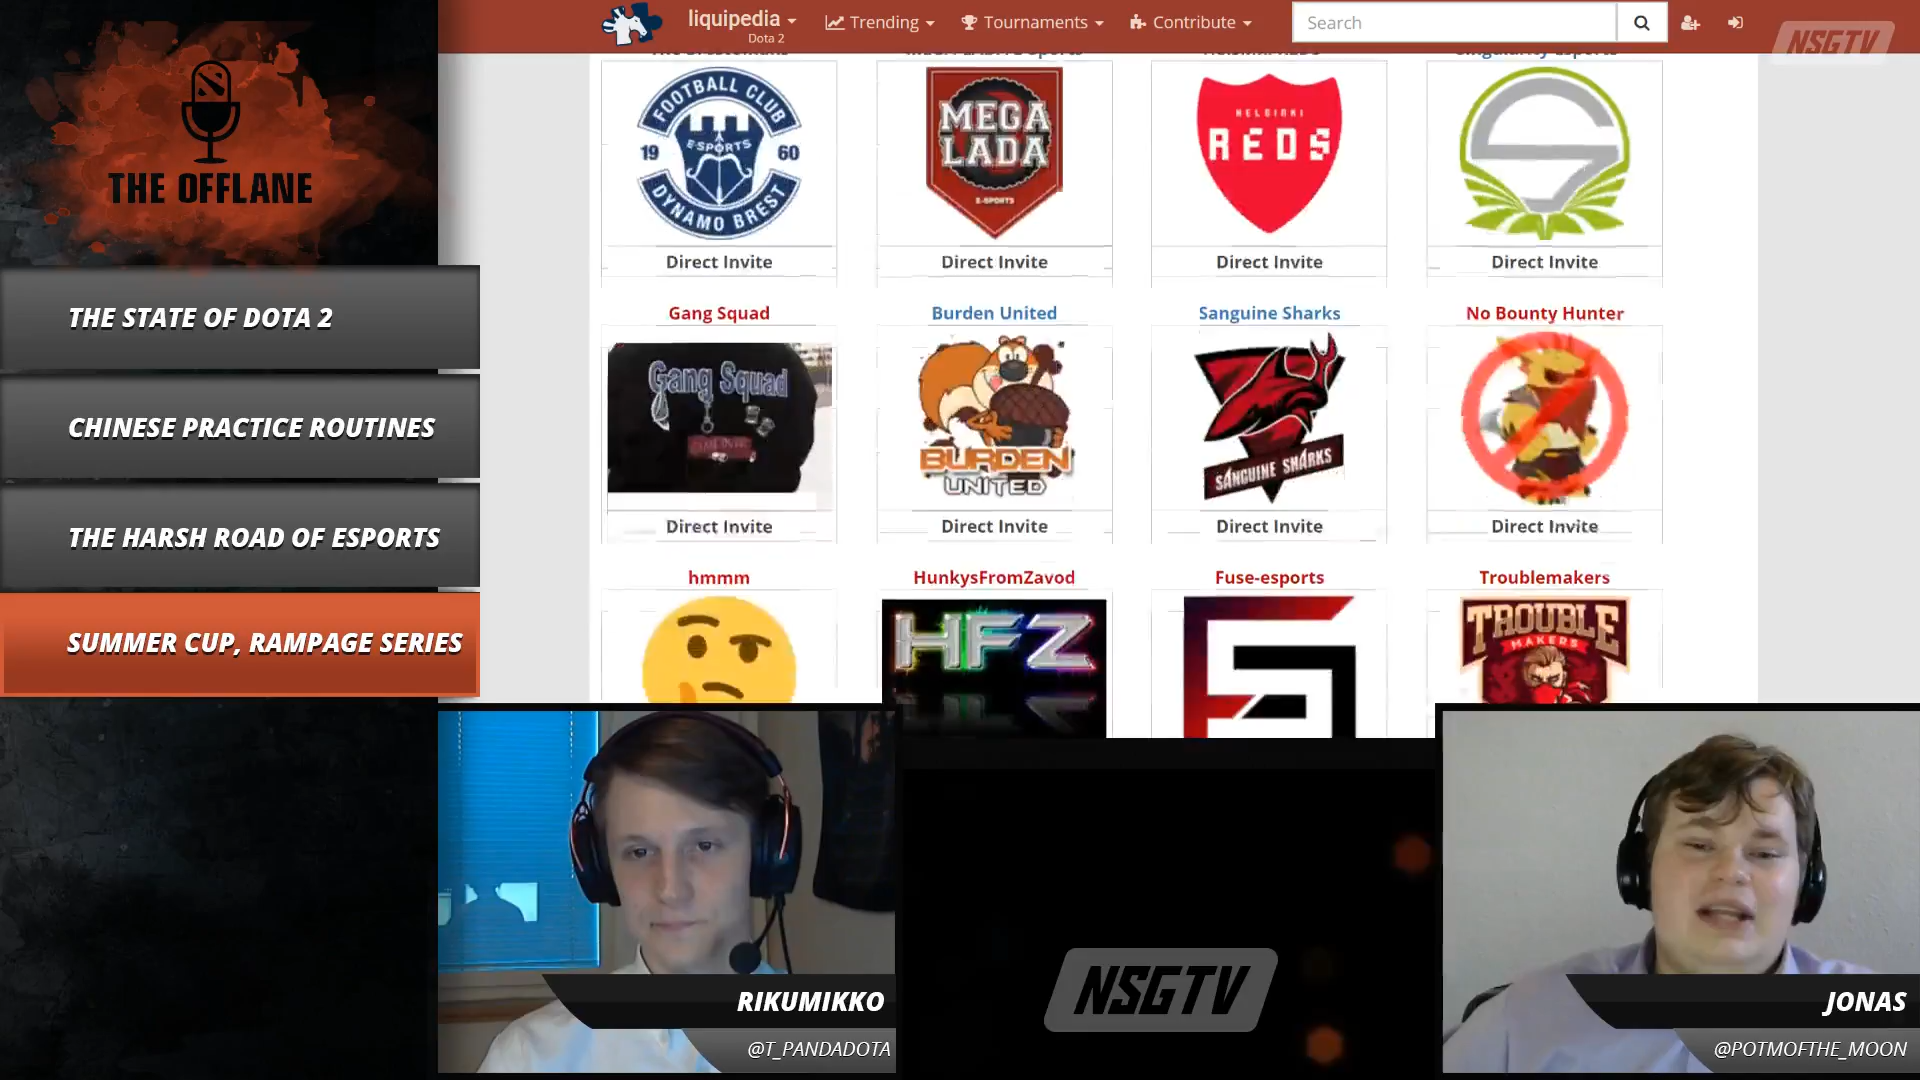 THE OFFLANE
THE STATE OF DOTA 2
CHINESE PRACTICE ROUTINES
THE HARSH ROAD OF ESPORTS
SUMMER CUP, RAMPAGE SERIES
liquipedia
Dota 2
Trending
Tournaments
Contribute
Search
NSGTV
FOOTBALL CLUB
E-SPORTS
19 60
DYNAMO BREST
MEGA
LADA
E-SPORTS
HELSINKI
REDS
Direct Invite
Direct Invite
Direct Invite
Direct Invite
Gang Squad
Burden United
Sanguine Sharks
No Bounty Hunter
Gang Squad
BURDEN
UNITED
SANGUINE SHARKS
Direct Invite
Direct Invite
Direct Invite
Direct Invite
hmmm
HunkysFromZavod
Fuse-esports
Troublemakers
HFZ
TROUBLE
MAKERS
RIKUMIKKO
@T_PANDADOTA
NSGTV
JONAS
@POTMOFTHE_MOON